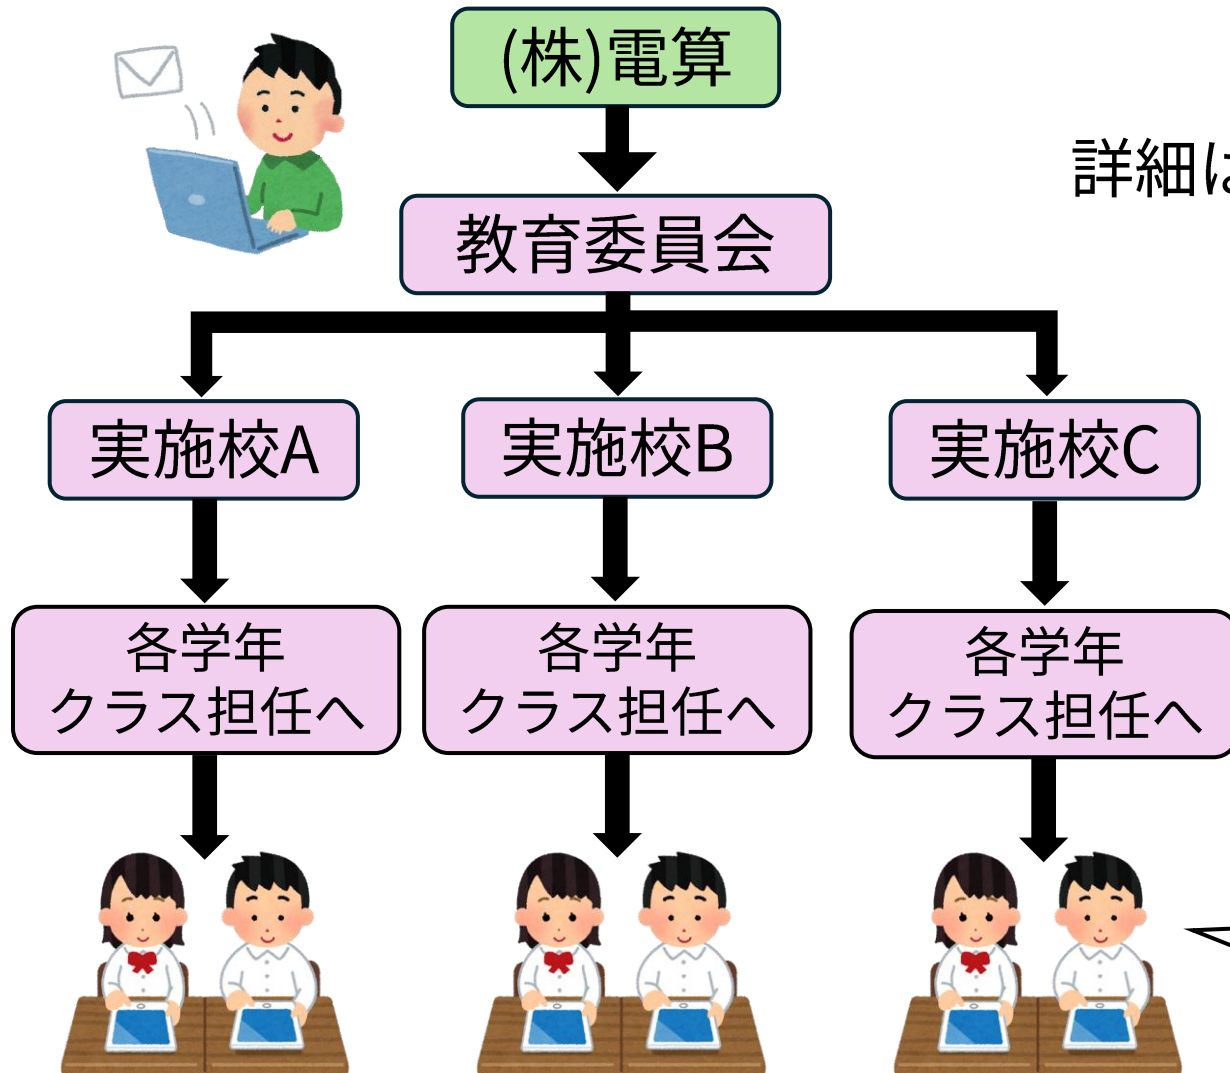 (株)電算
詳細は
教育委員会
実施校A
実施校B
実施校C
各学年
クラス担任へ
各学年
クラス担任へ
各学年
クラス担任へ